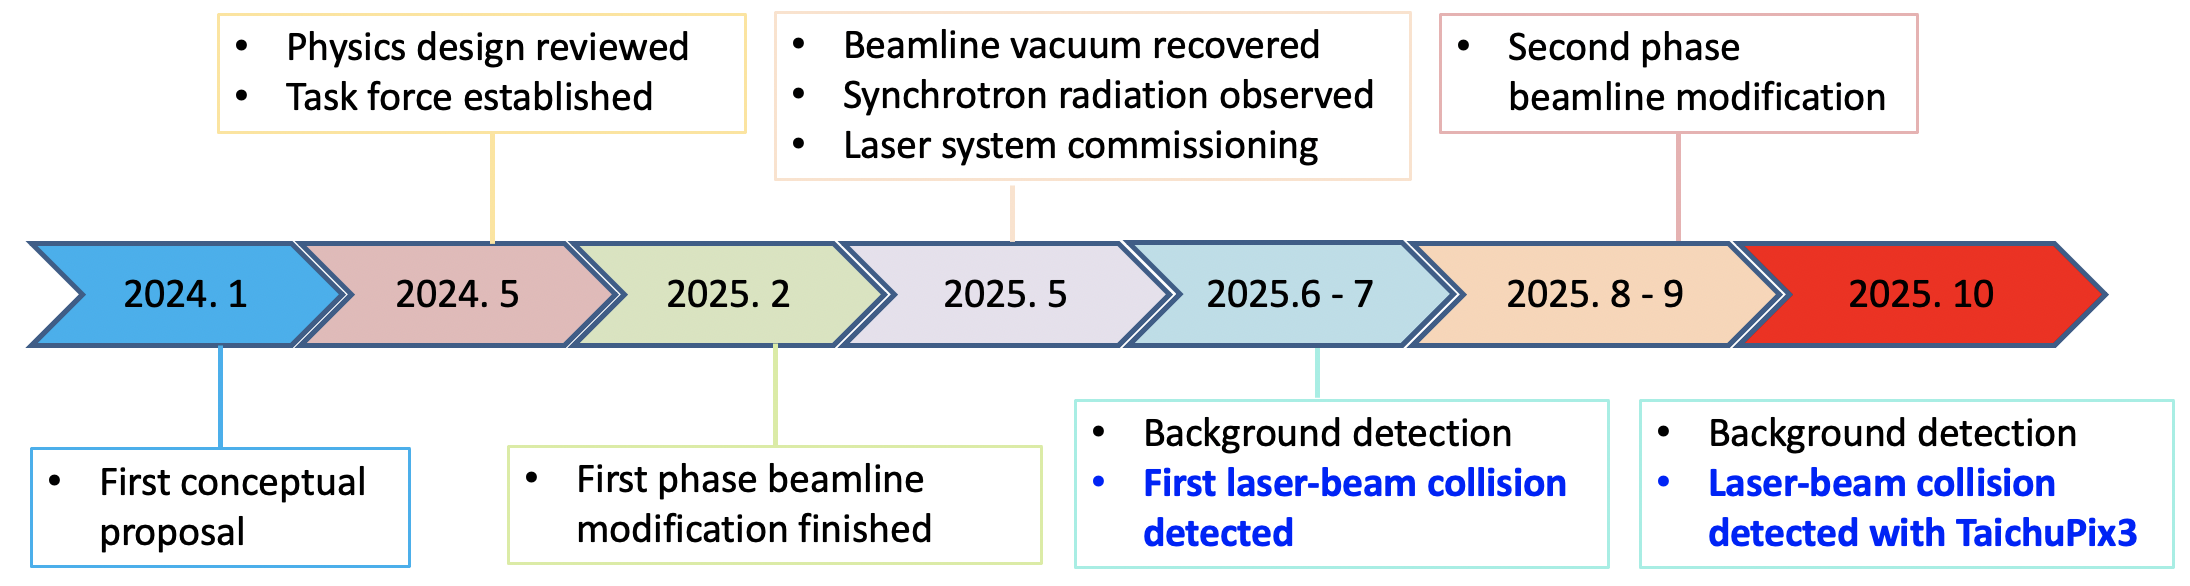 • Physics design reviewed
• Task force established
• Beamline vacuum recovered
• Synchrotron radiation observed
• Laser system commissioning
• Second phase
beamline modification
2024. 1
2024. 5
2025. 2
2025. 5
2025.6 - 7
2025. 8 - 9
2025. 10
• First conceptual
proposal
• First phase beamline
modification finished
• Background detection
• First laser-beam collision
detected
• Background detection
• Laser-beam collision
detected with TaichuPix3